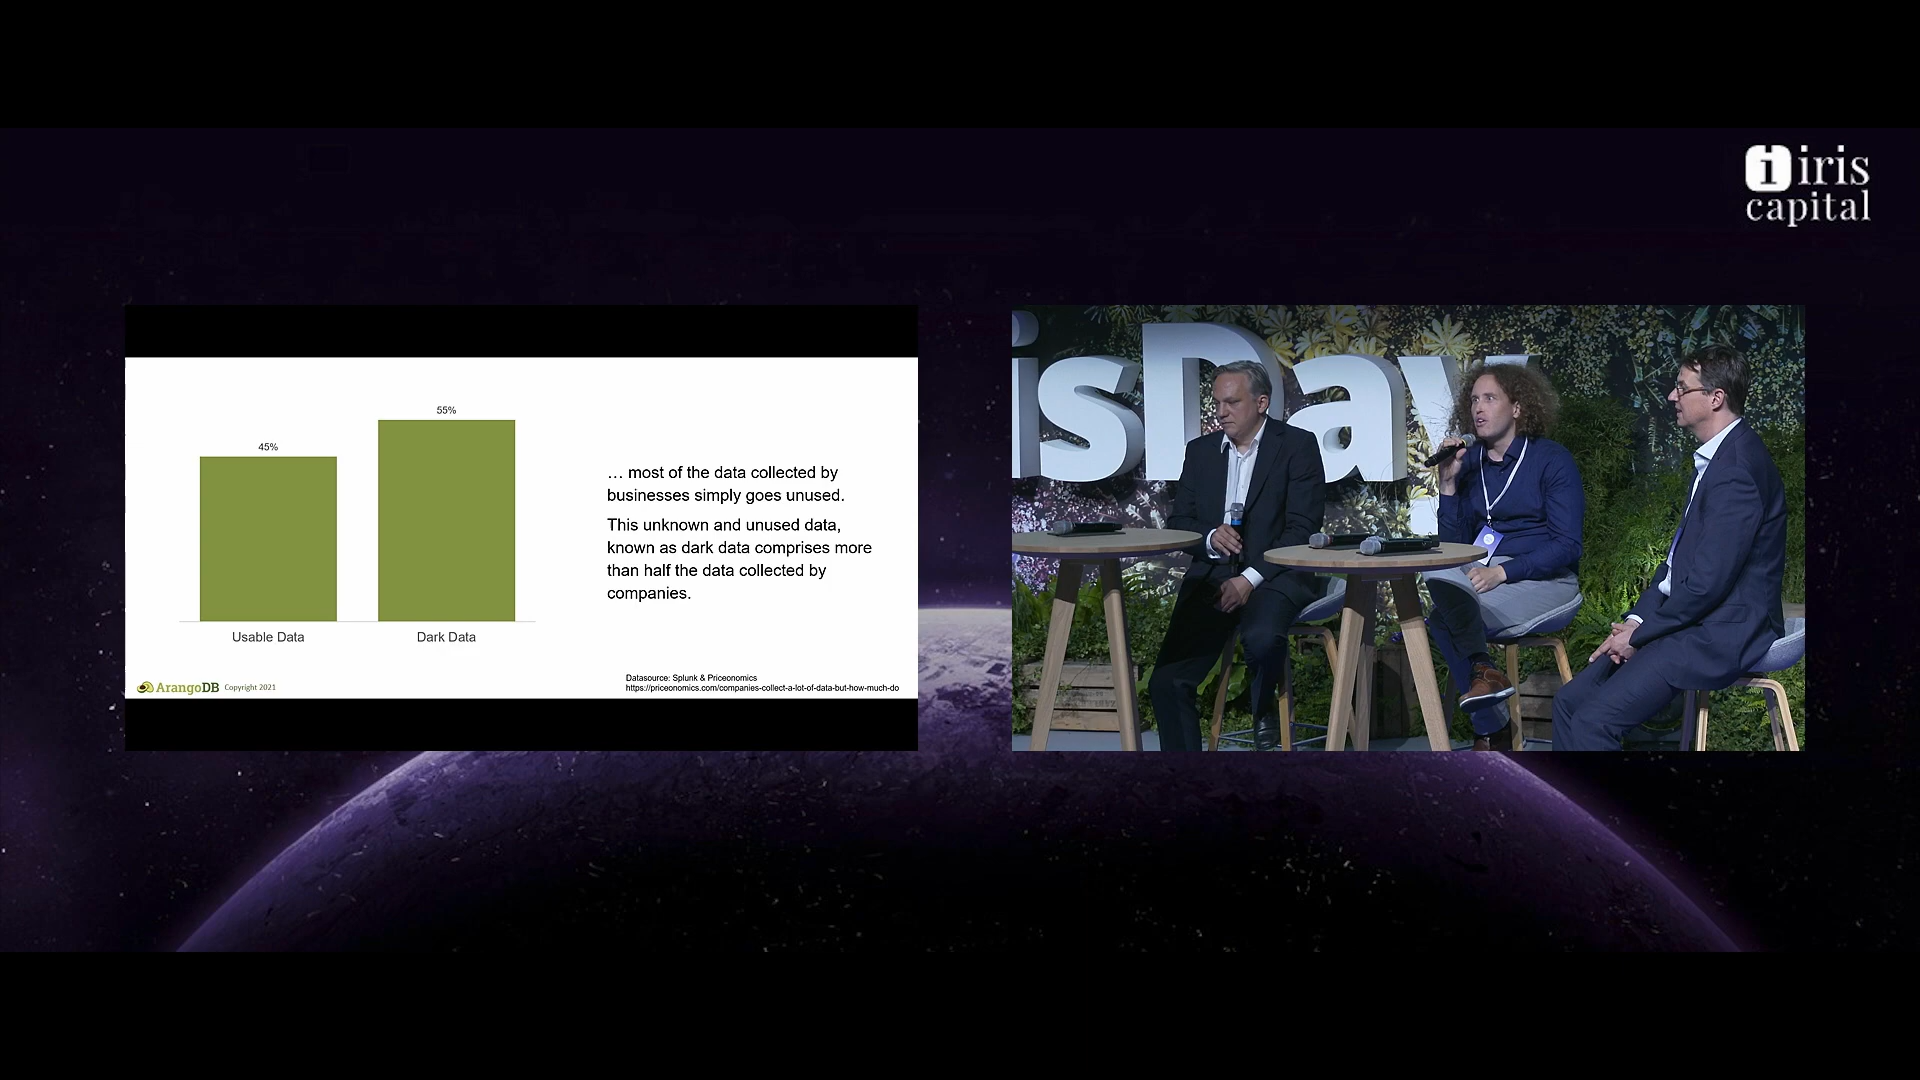 i iris
capital
55%
45%
… most of the data collected by
businesses simply goes unused.
This unknown and unused data,
known as dark data comprises more
than half the data collected by
companies.
Usable Data
Dark Data
ArangoDB Copyright 2021
Datasource: Splunk & Priceonomics
https://priceonomics.com/companies-collect-a-lot-of-data-but-how-much-do
isDay